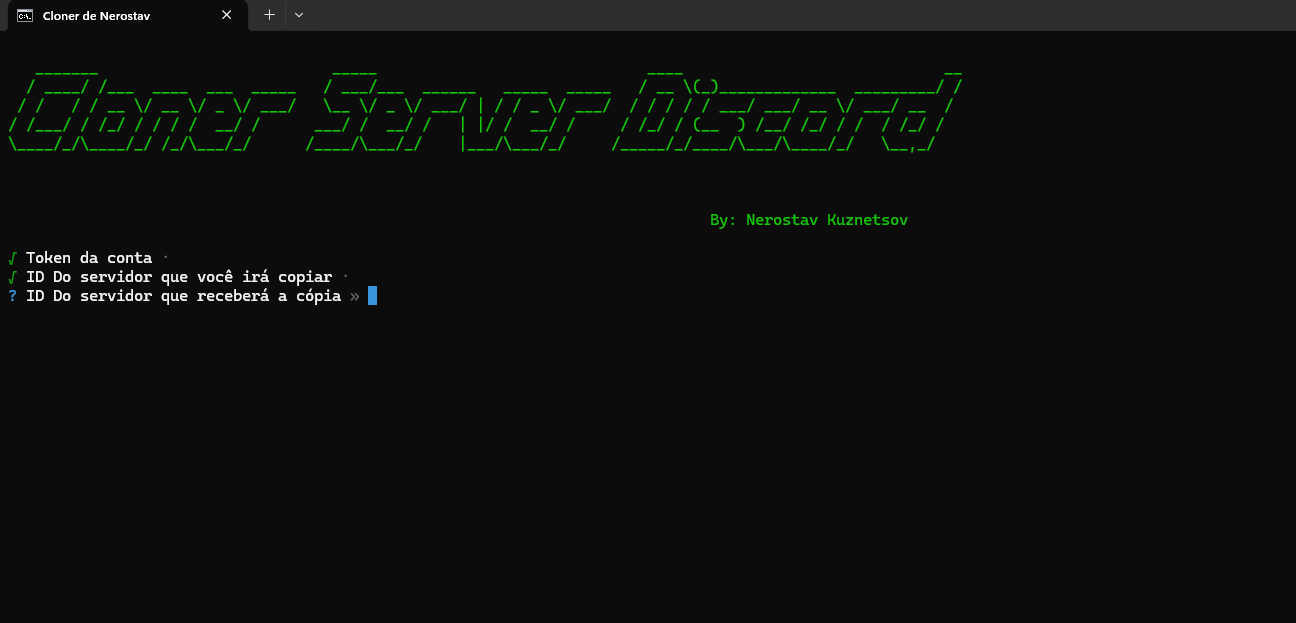 Cloner de Nerostav
Cloner Server Discord
By: Nerostav Kuznetsov
√ Token da conta ·
√ ID Do servidor que você irá copiar ·
? ID Do servidor que receberá a cópia »